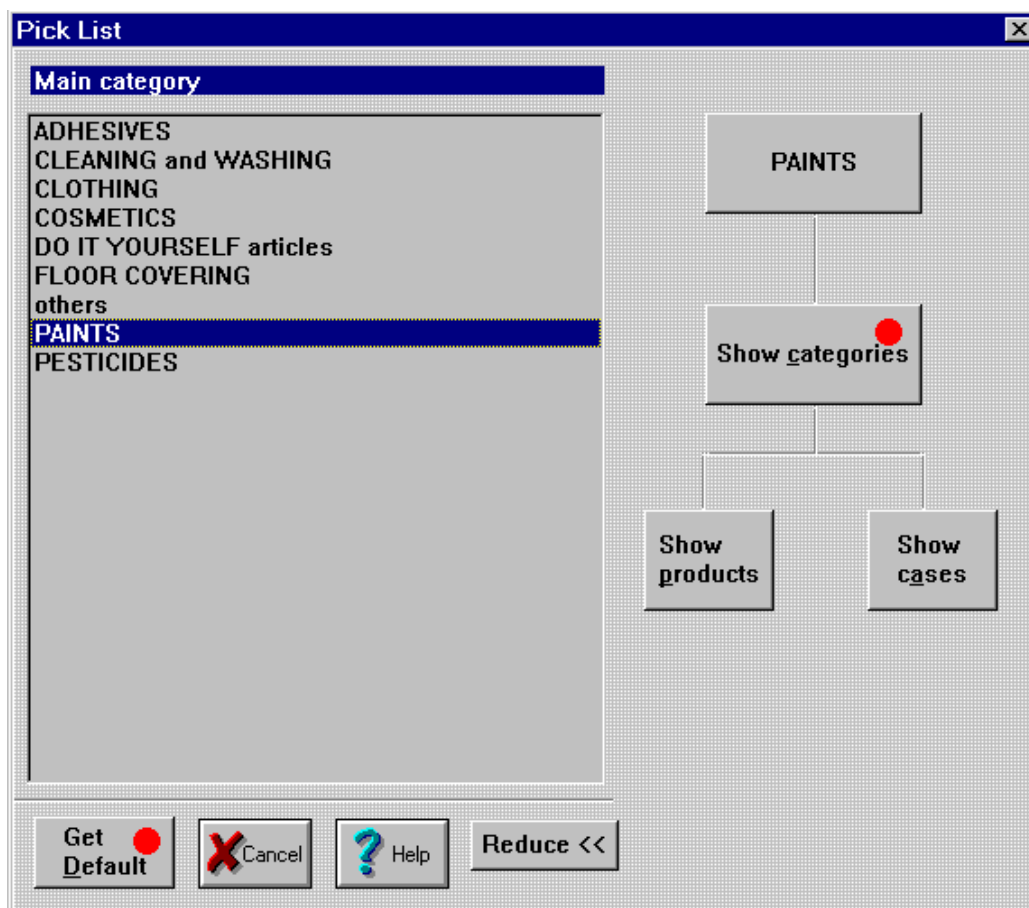 Pick List
Main category
ADHESIVES
CLEANING and WASHING
CLOTHING
COSMETICS
DO IT YOURSELF articles
FLOOR COVERING
others
PAINTS
PESTICIDES
PAINTS
Show categories
Show
products
Show
cases
Get
Default
Cancel
Help
Reduce <<